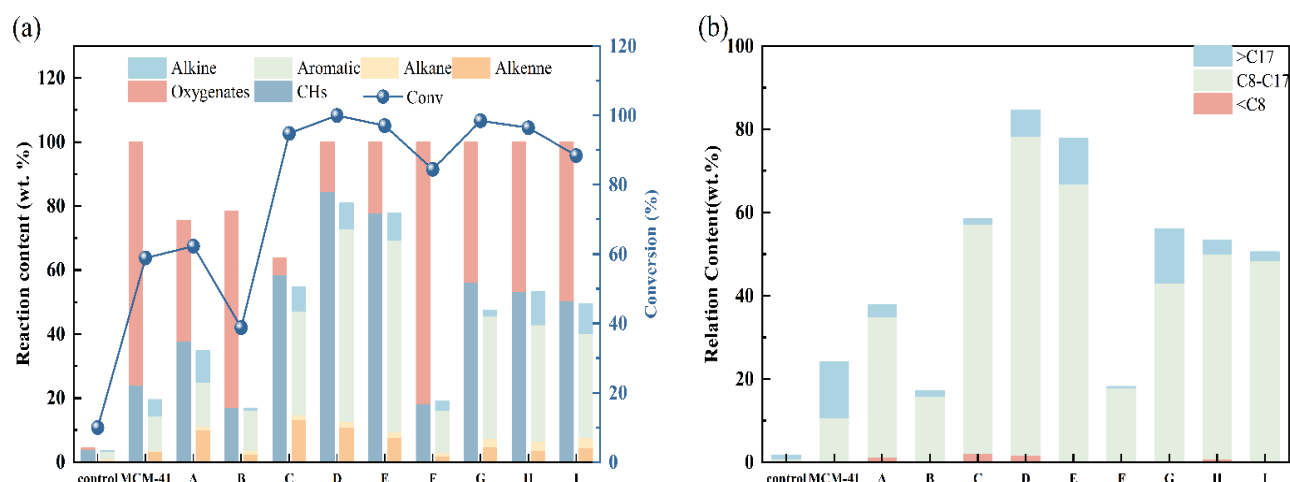 (a)
Alkine Aromatic Alkane Alkenne
Oxygenates CHs Conv
Reaction content (wt. %)
120
100
80
60
40
20
0
Conversion (%)
120
100
80
60
40
20
0
control MCM-41 A B C D E F G H I
(b)
>C17
C8-C17
<C8
Relation Content(wt.%)
100
80
60
40
20
0
control MCM-41 A B C D E F G H I